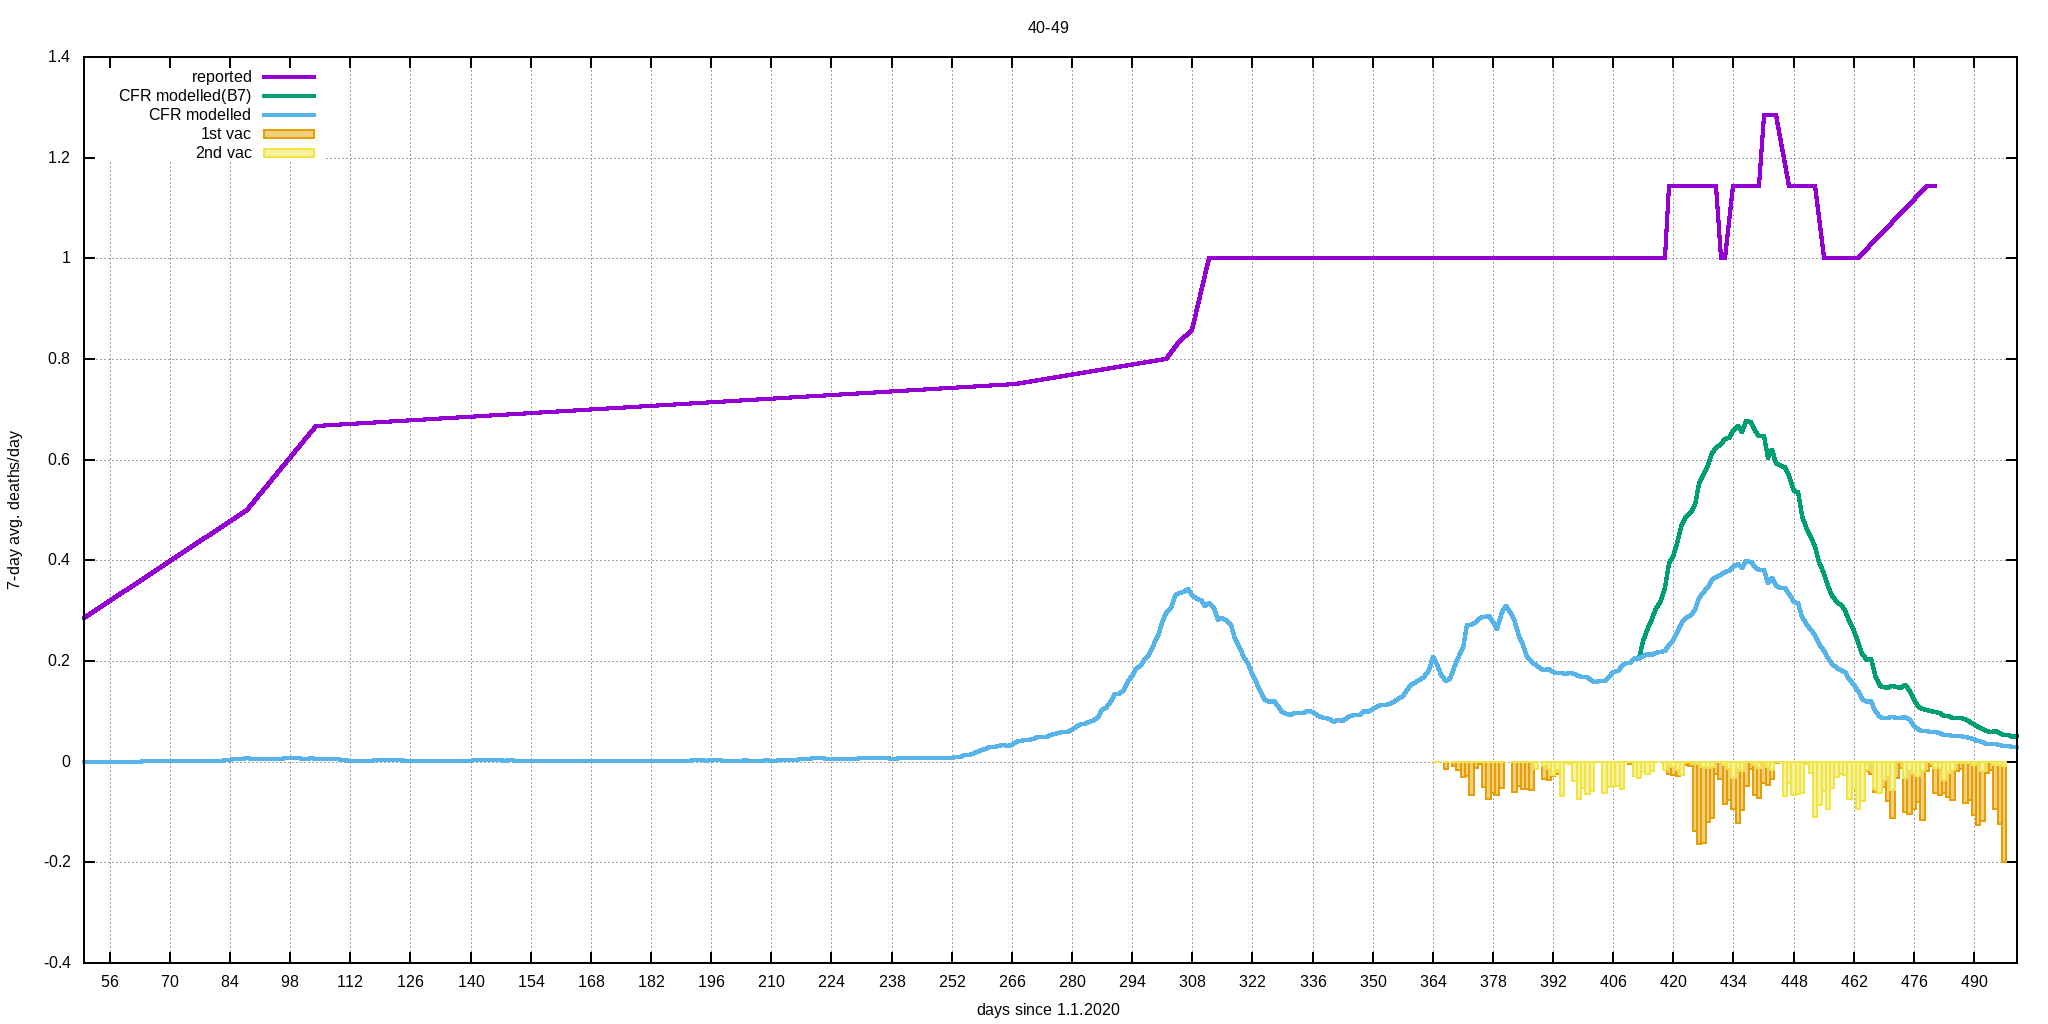 40-49
1.4
1.2
1
0.8
0.6
0.4
0.2
0
-0.2
-0.4
7-day avg. deaths/day
reported
CFR modelled(B7)
CFR modelled
1st vac
2nd vac
56 70 84 98 112 126 140 154 168 182 196 210 224 238 252 266 280 294 308 322 336 350 364 378 392 406 420 434 448 462 476 490
days since 1.1.2020